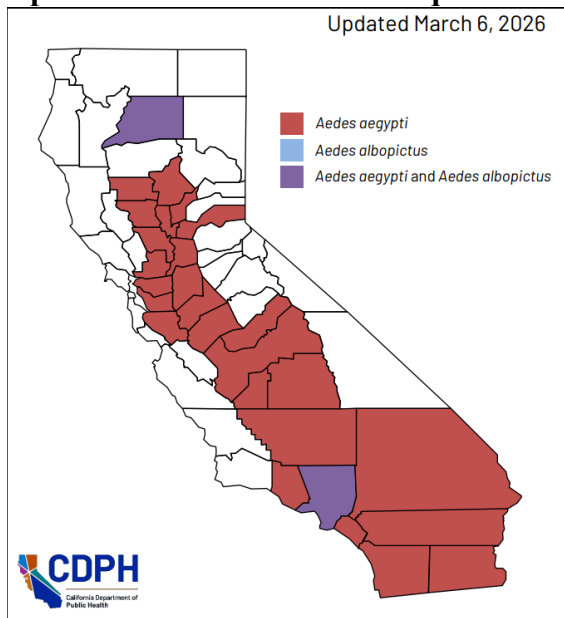 Updated March 6, 2026
Aedes aegypti
Aedes albopictus
Aedes aegypti and Aedes albopictus
CDPH
California Department of
Public Health